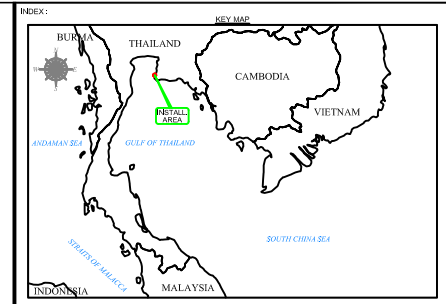 INDEX :
KEY MAP
BURMA
THAILAND
CAMBODIA
VIETNAM
INSTALL.
AREA
ANDAMAN SEA
GULF OF THAILAND
SOUTH CHINA SEA
STRAITS OF MALACCA
INDONESIA
MALAYSIA